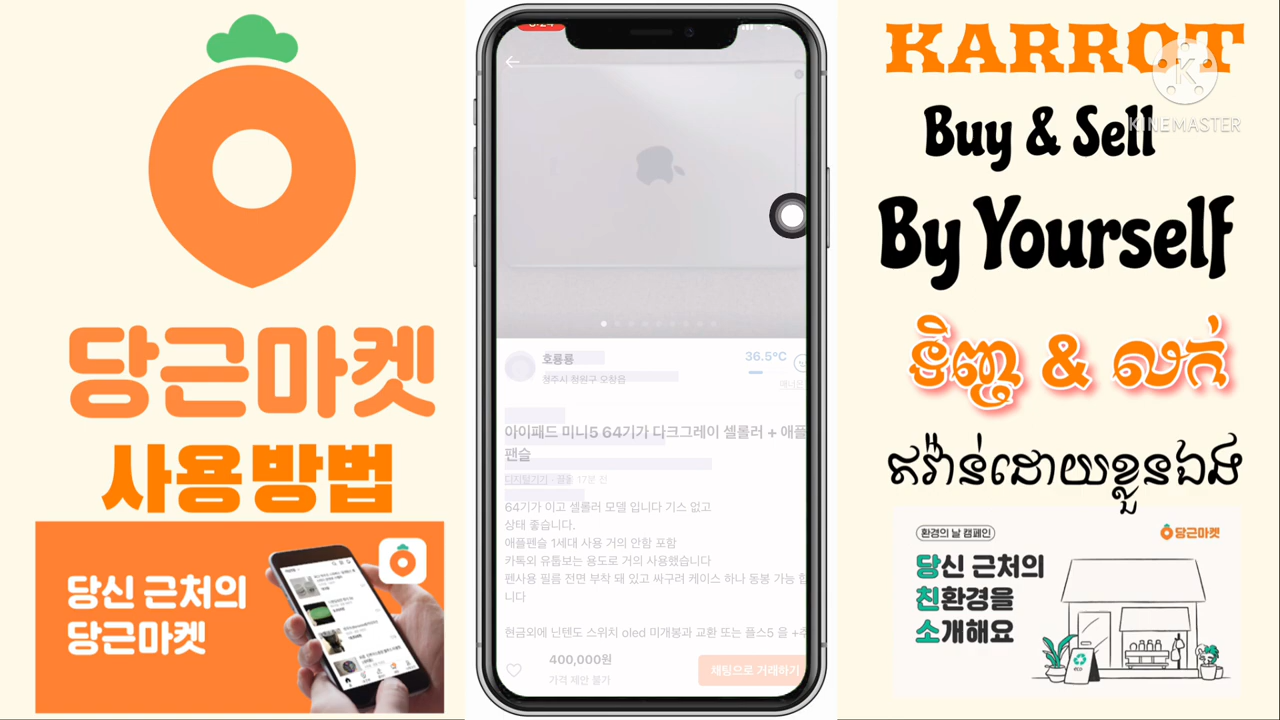 당근마켓
사용방법
당신 근처의
당근마켓
호룡룡
청주시 청원구 오창읍
36.5°C
아이패드 미니5 64기가 다크그레이 셀롤러 + 애플
팬슬
디지털기기 · 끌올 17분 전
64기가 이고 셀롤러 모델 입니다 기스 없고
상태 좋습니다.
애플펜슬 1세대 사용 거의 안함 포함
카톡외 유튭보는 용도로 거의 사용했습니다
펜사용 필름 전면 부착 돼 있고 싸구려 케이스 하나 동봉 가능 합
니다
현금외에 닌텐도 스위치 oled 미개봉과 교환 또는 플스5 을 +추
400,000원
가격 제안 불가
채팅으로 거래하기
KARROT
KINEMASTER
Buy & Sell
By Yourself
ទិញ & លក់
ឥវ៉ាន់ដោយខ្លួនឯង
환경의 날 캠페인
당근마켓
당신 근처의
친환경을
소개해요
eco